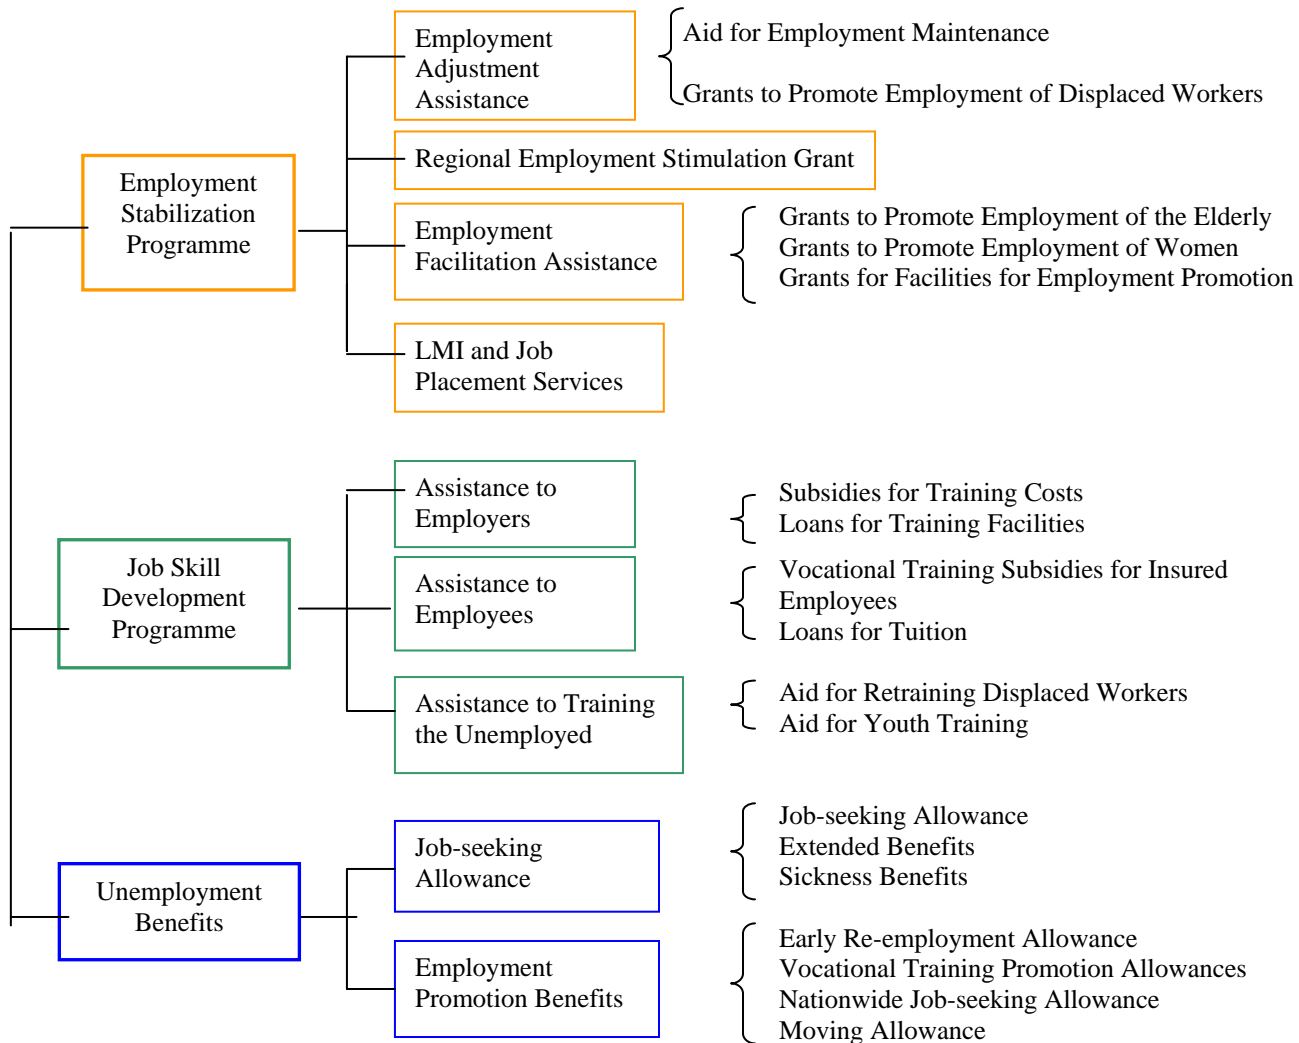 Employment
Stabilization
Programme
Employment
Adjustment
Assistance
Aid for Employment Maintenance
Grants to Promote Employment of Displaced Workers
Regional Employment Stimulation Grant
Employment
Facilitation Assistance
Grants to Promote Employment of the Elderly
Grants to Promote Employment of Women
Grants for Facilities for Employment Promotion
LMI and Job
Placement Services
Job Skill
Development
Programme
Assistance to
Employers
Subsidies for Training Costs
Loans for Training Facilities
Assistance to
Employees
Vocational Training Subsidies for Insured
Employees
Loans for Tuition
Assistance to Training
the Unemployed
Aid for Retraining Displaced Workers
Aid for Youth Training
Unemployment
Benefits
Job-seeking
Allowance
Job-seeking Allowance
Extended Benefits
Sickness Benefits
Employment
Promotion Benefits
Early Re-employment Allowance
Vocational Training Promotion Allowances
Nationwide Job-seeking Allowance
Moving Allowance